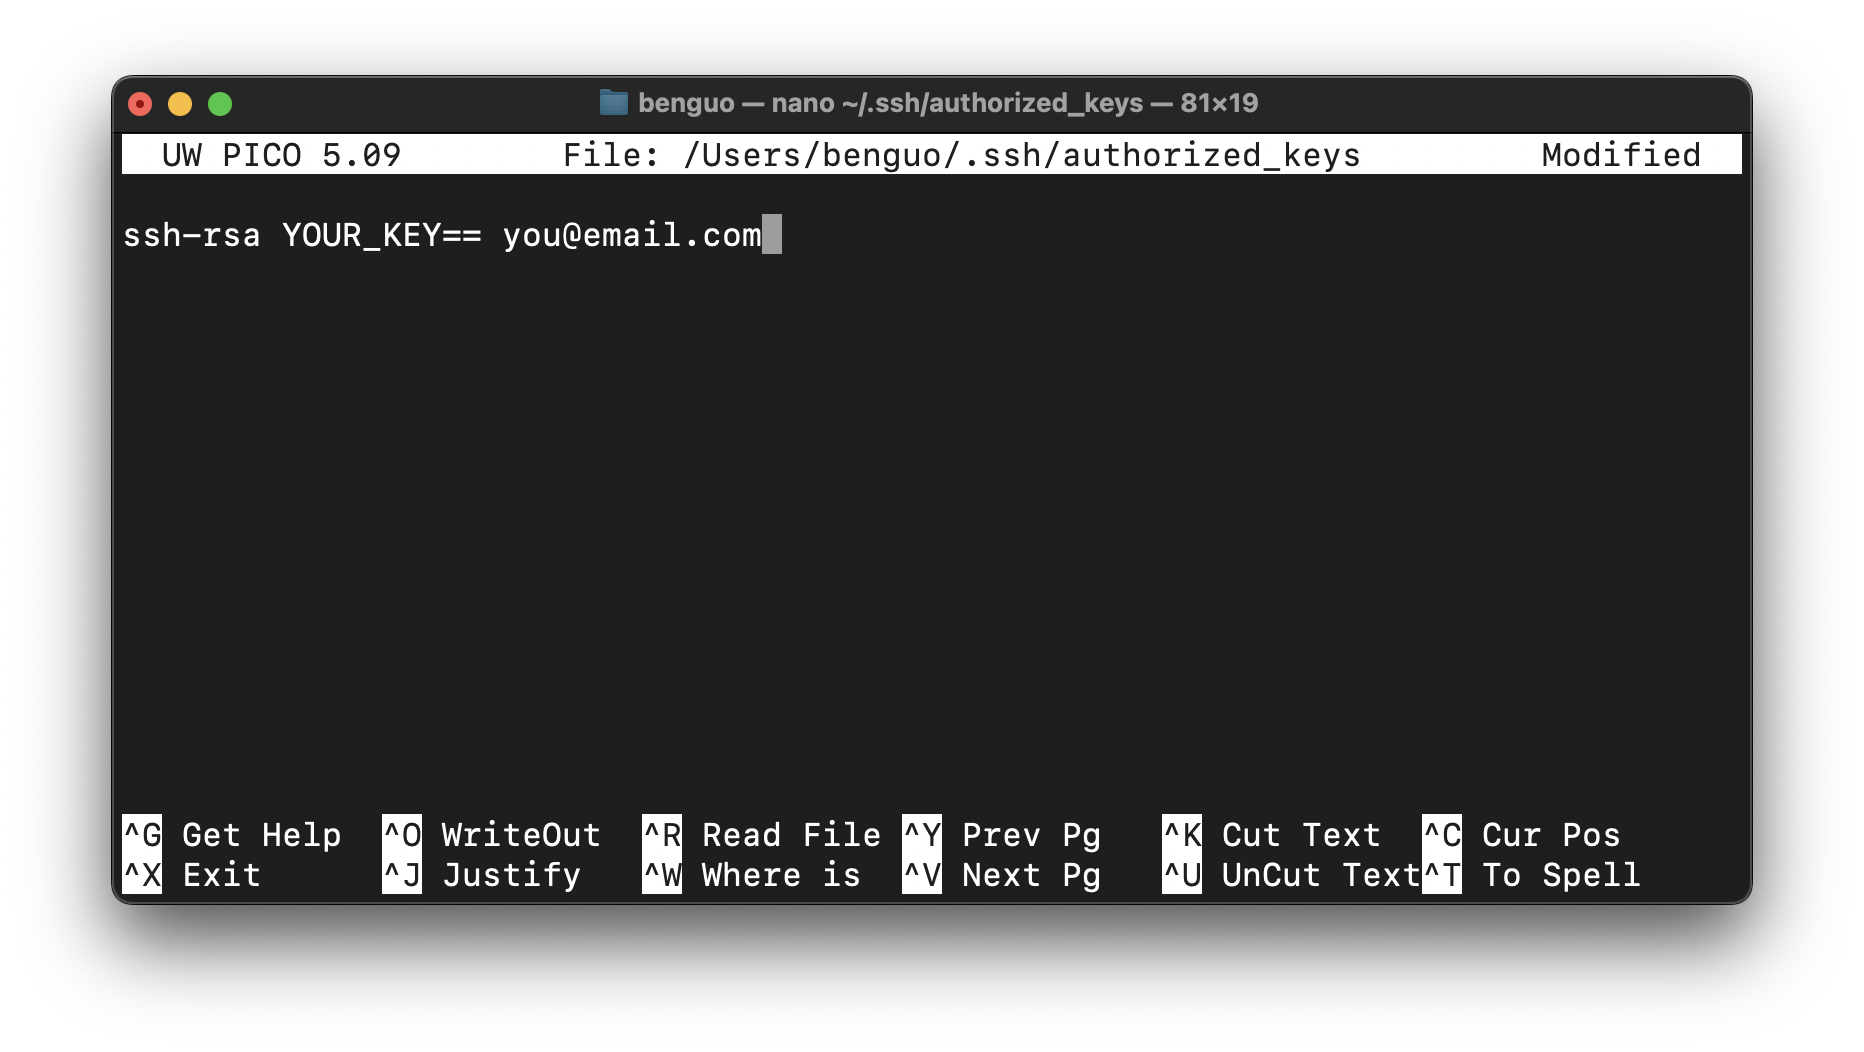 benguo — nano ~/.ssh/authorized_keys — 81×19
UW PICO 5.09 File: /Users/benguo/.ssh/authorized_keys Modified
ssh-rsa YOUR_KEY== you@email.com
^G Get Help ^O WriteOut ^R Read File ^Y Prev Pg ^K Cut Text ^C Cur Pos
^X Exit ^J Justify ^W Where is ^V Next Pg ^U UnCut Text^T To Spell